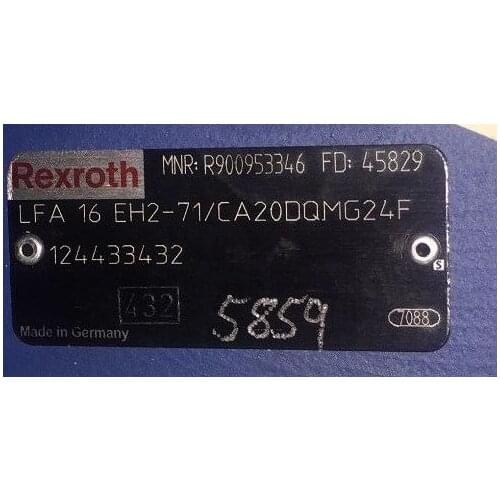 Rexroth MNR: R900953346 FD: 45829
LFA 16 EH2-71/CA20DQMG24F
124433432
S
432 5859
7088
Made in Germany